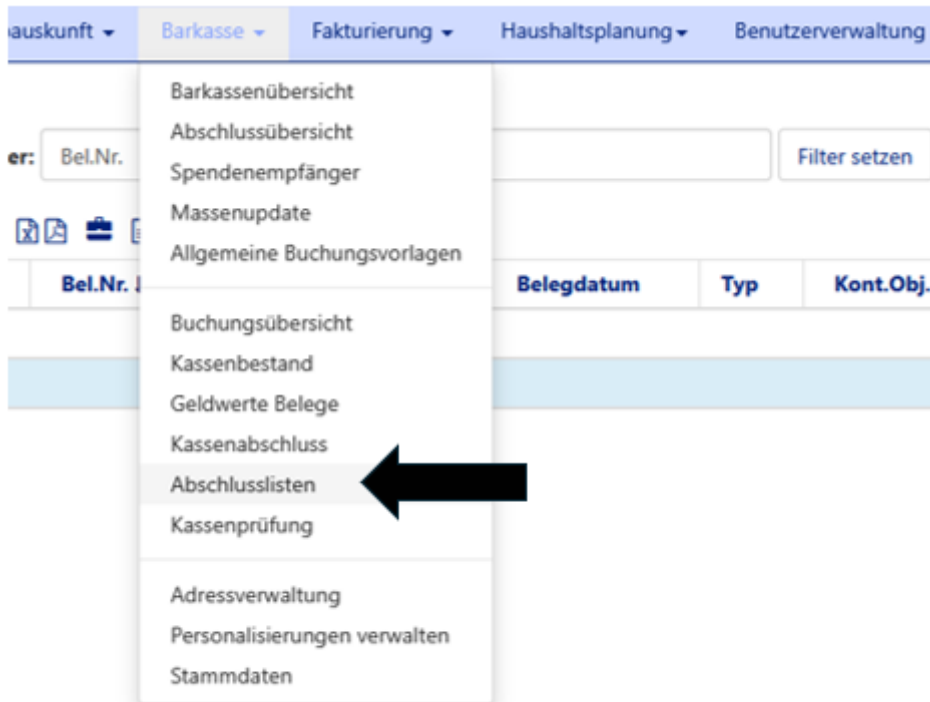 Barkasse Fakturierung Haushaltsplanung Benutzerverwaltung
Barkassenübersicht
Abschlussübersicht
er: Bel.Nr. Filter setzen
Spendenempfänger
Massenupdate
Allgemeine Buchungsvorlagen
Bel.Nr. Belegdatum Typ Kont.Obj.
Buchungsübersicht
Kassenbestand
Geldwerte Belege
Kassenabschluss
Abschlusslisten
Kassenprüfung
Adressverwaltung
Personalisierungen verwalten
Stammdaten